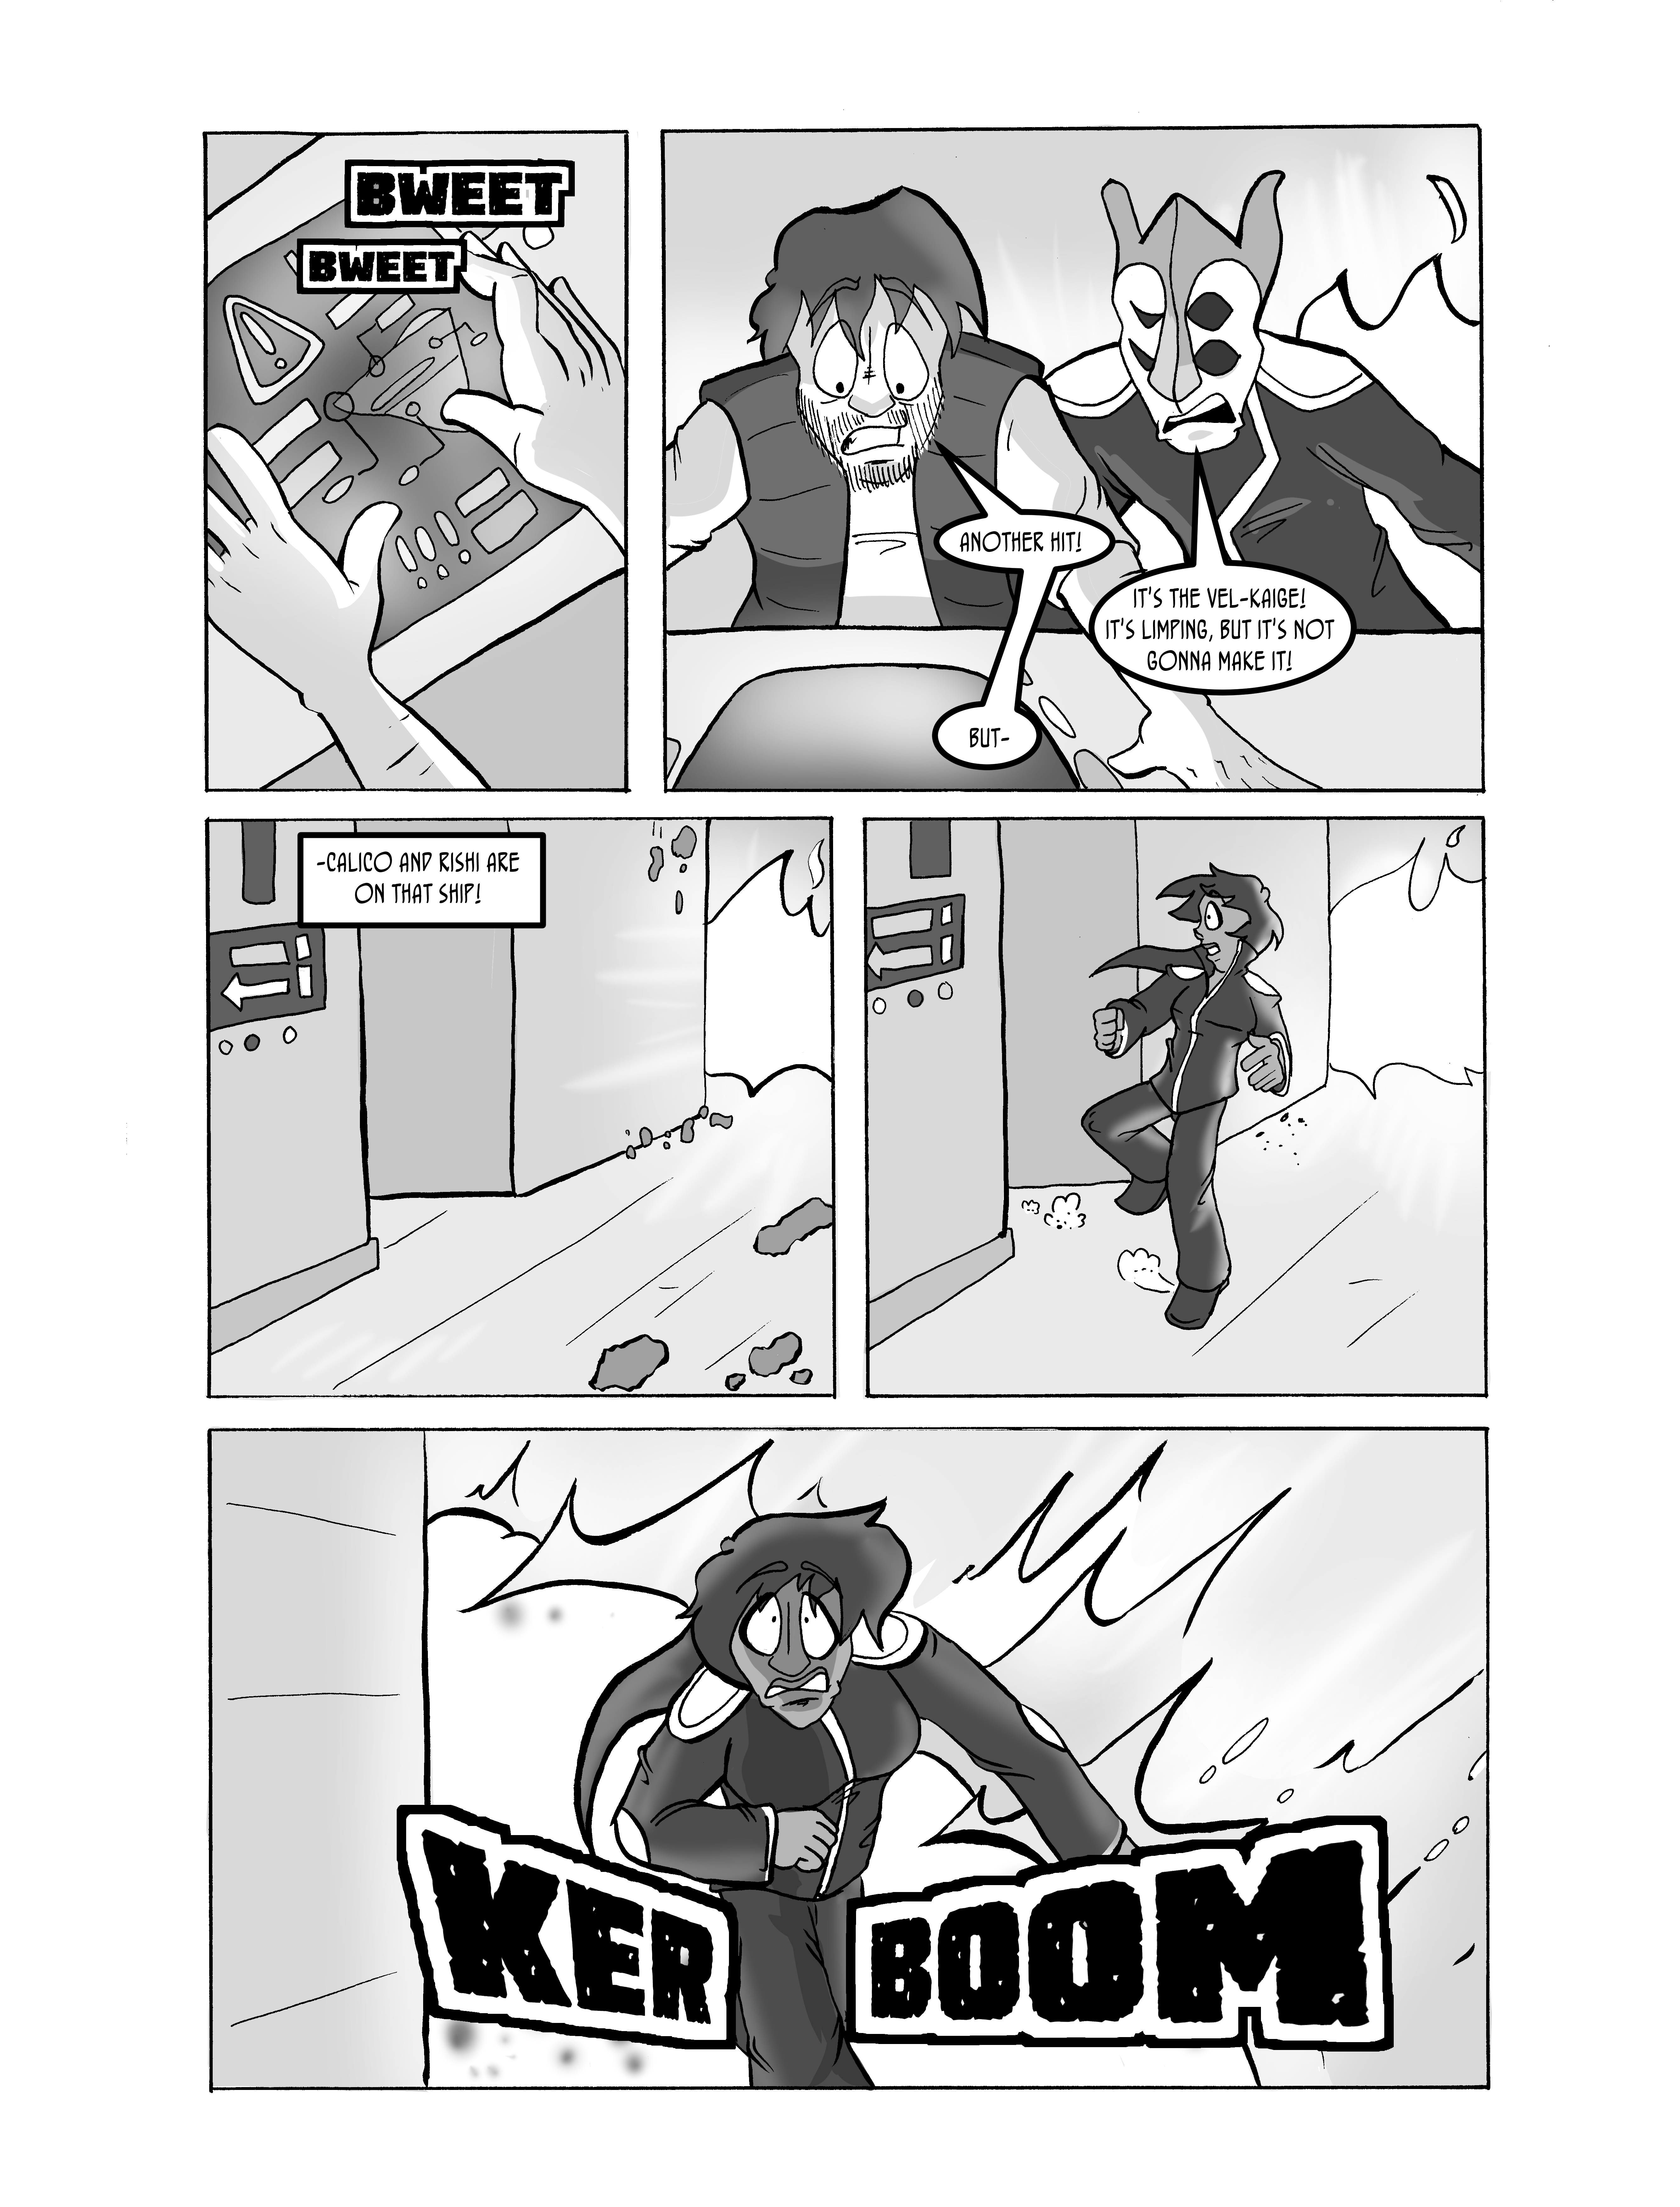 BWEET
BWEET
ANOTHER HIT!
IT'S THE VEL-KAIGE!
IT'S LIMPING, BUT IT'S NOT
GONNA MAKE IT!
BUT-
-CALICO AND RISHI ARE
ON THAT SHIP!
KER
BOOM